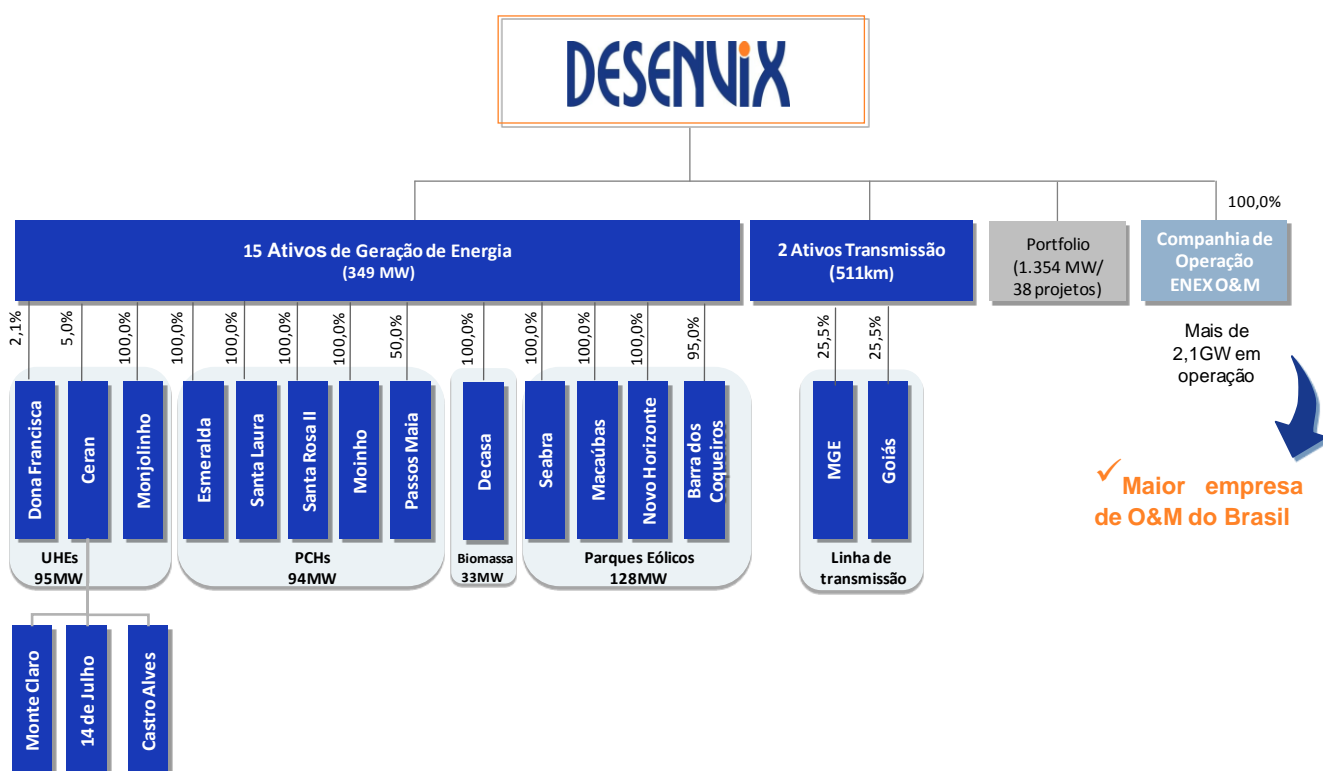 DESENVIX
100,0%
15 Ativos de Geração de Energia
(349 MW)
2 Ativos Transmissão
(511km)
Portfolio
(1.354 MW/
38 projetos)
Companhia de
Operação
ENEX O&M
2,1%
5,0%
100,0%
100,0%
100,0%
100,0%
100,0%
50,0%
100,0%
100,0%
100,0%
100,0%
95,0%
25,5%
25,5%
Mais de
2,1GW em
operação
Dona Francisca
Ceran
Monjolinho
Esmeralda
Santa Laura
Santa Rosa II
Moinho
Passos Maia
Decasa
Seabra
Macaúbas
Novo Horizonte
Barra dos
Coqueiros
MGE
Goiás
✓Maior empresa
de O&M do Brasil
UHEs
95MW
PCHs
94MW
Biomassa
33MW
Parques Eólicos
128MW
Linha de
transmissão
Monte Claro
14 de Julho
Castro Alves